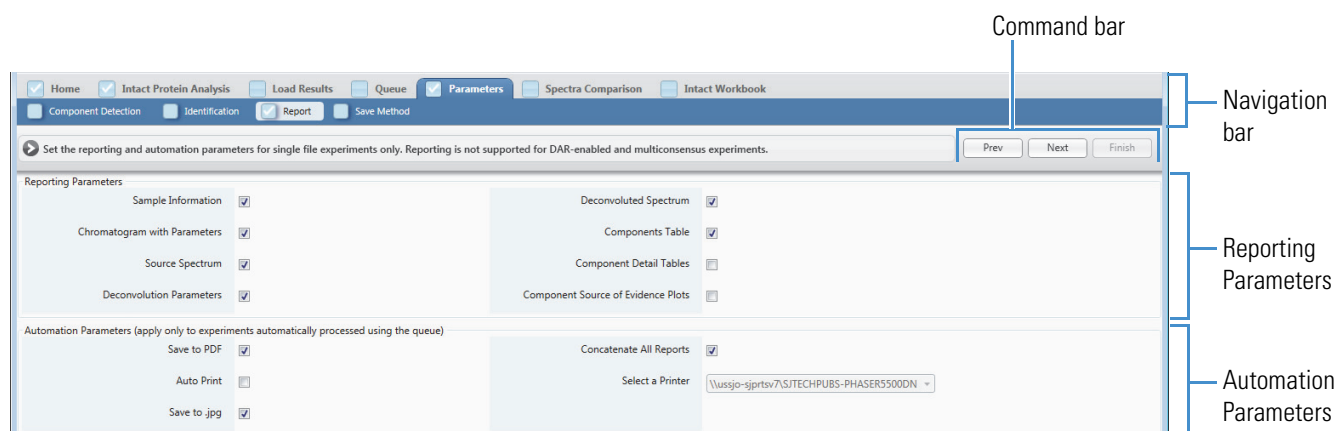 Command bar
Home Intact Protein Analysis Load Results Queue Parameters Spectra Comparison Intact Workbook
Navigation
bar
Component Detection Identification Report Save Method
Set the reporting and automation parameters for single file experiments only. Reporting is not supported for DAR-enabled and multiconsensus experiments.
Prev Next Finish
Reporting Parameters
Sample Information Deconvoluted Spectrum
Chromatogram with Parameters Components Table
Source Spectrum Component Detail Tables
Deconvolution Parameters Component Source of Evidence Plots
Reporting
Parameters
Automation Parameters (apply only to experiments automatically processed using the queue)
Save to PDF Concatenate All Reports
Auto Print Select a Printer \\ussjo-sjprtsv7\SJTECHPUBS-PHASER5500DN
Save to .jpg
Automation
Parameters